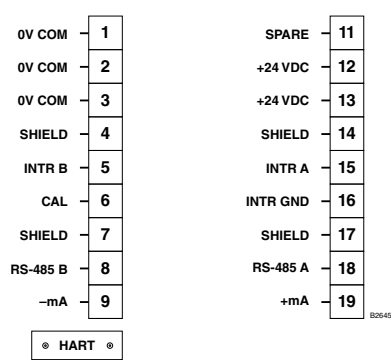 0V COM 1
0V COM 2
0V COM 3
SHIELD 4
INTR B 5
CAL 6
SHIELD 7
RS-485 B 8
–mA 9
HART
SPARE 11
+24 VDC 12
+24 VDC 13
SHIELD 14
INTR A 15
INTR GND 16
SHIELD 17
RS-485 A 18
+mA 19
B2645